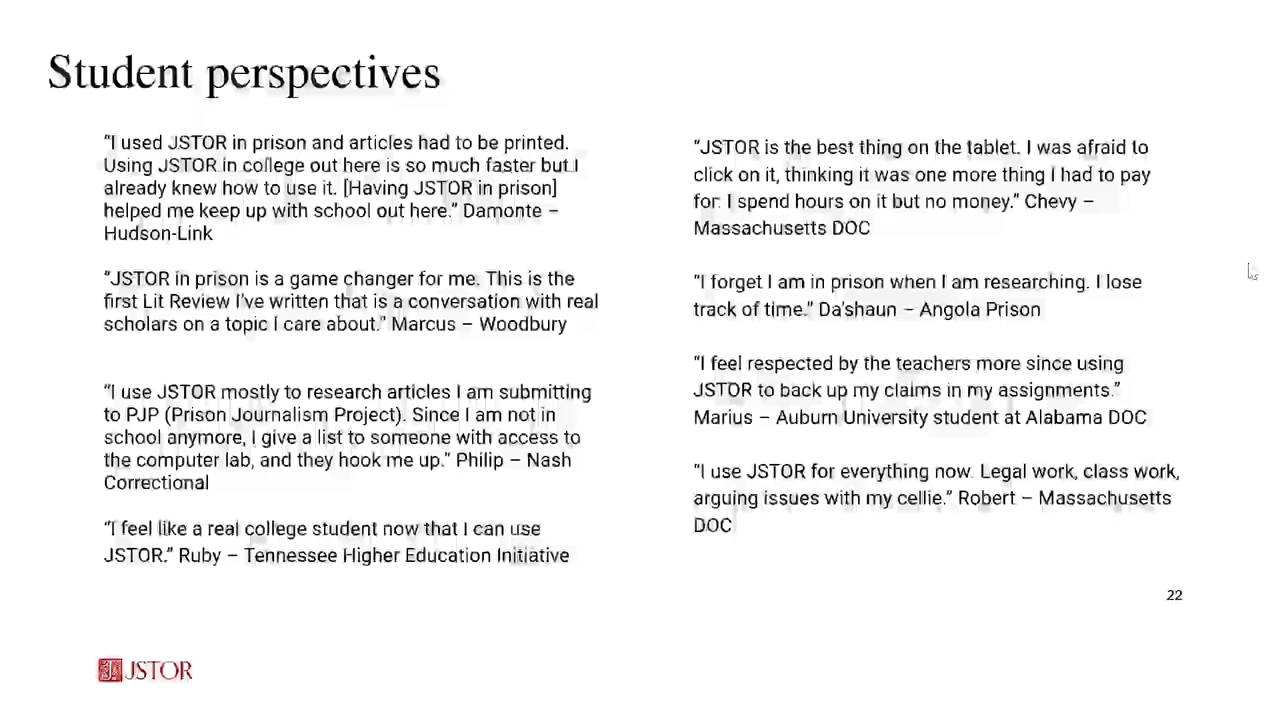 Student perspectives
“I used JSTOR in prison and articles had to be printed.
Using JSTOR in college out here is so much faster but I
already knew how to use it. [Having JSTOR in prison]
helped me keep up with school out here.” Damonte –
Hudson-Link
“JSTOR in prison is a game changer for me. This is the
first Lit Review I’ve written that is a conversation with real
scholars on a topic I care about.” Marcus – Woodbury
“I use JSTOR mostly to research articles I am submitting
to PJP (Prison Journalism Project). Since I am not in
school anymore, I give a list to someone with access to
the computer lab, and they hook me up.” Philip – Nash
Correctional
“I feel like a real college student now that I can use
JSTOR.” Ruby – Tennessee Higher Education Initiative
“JSTOR is the best thing on the tablet. I was afraid to
click on it, thinking it was one more thing I had to pay
for. I spend hours on it but no money.” Chevy –
Massachusetts DOC
“I forget I am in prison when I am researching. I lose
track of time.” Da’shaun – Angola Prison
“I feel respected by the teachers more since using
JSTOR to back up my claims in my assignments.”
Marius – Auburn University student at Alabama DOC
“I use JSTOR for everything now. Legal work, class work,
arguing issues with my cellie.” Robert – Massachusetts
DOC
22
JSTOR